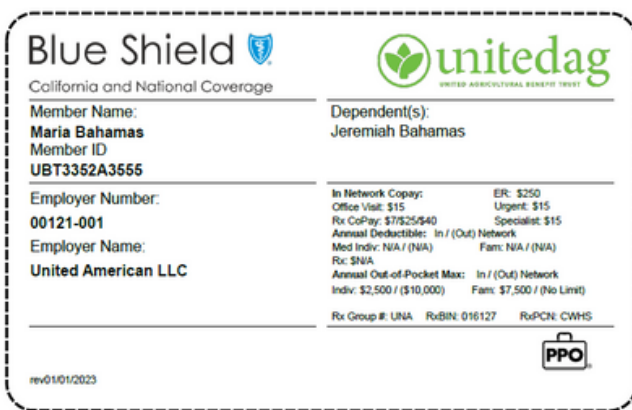 Blue Shield
California and National Coverage
unitedag
UNITED AGRICULTURAL BENEFIT TRUST
Member Name:
Maria Bahamas
Member ID
UBT3352A3555
Dependent(s):
Jeremiah Bahamas
Employer Number:
00121-001
Employer Name:
United American LLC
In Network Copay: ER: $250
Office Visit: $15 Urgent: $15
Rx CoPay: $7/$25/$40 Specialist: $15
Annual Deductible: In / (Out) Network
Med Indiv: N/A / (N/A) Fam: N/A / (N/A)
Rx: $N/A
Annual Out-of-Pocket Max: In / (Out) Network
Indiv: $2,500 / ($10,000) Fam: $7,500 / (No Limit)
Rx Group #: UNA RxBIN: 016127 RxPCN: CWHS
PPO
rev01/01/2023